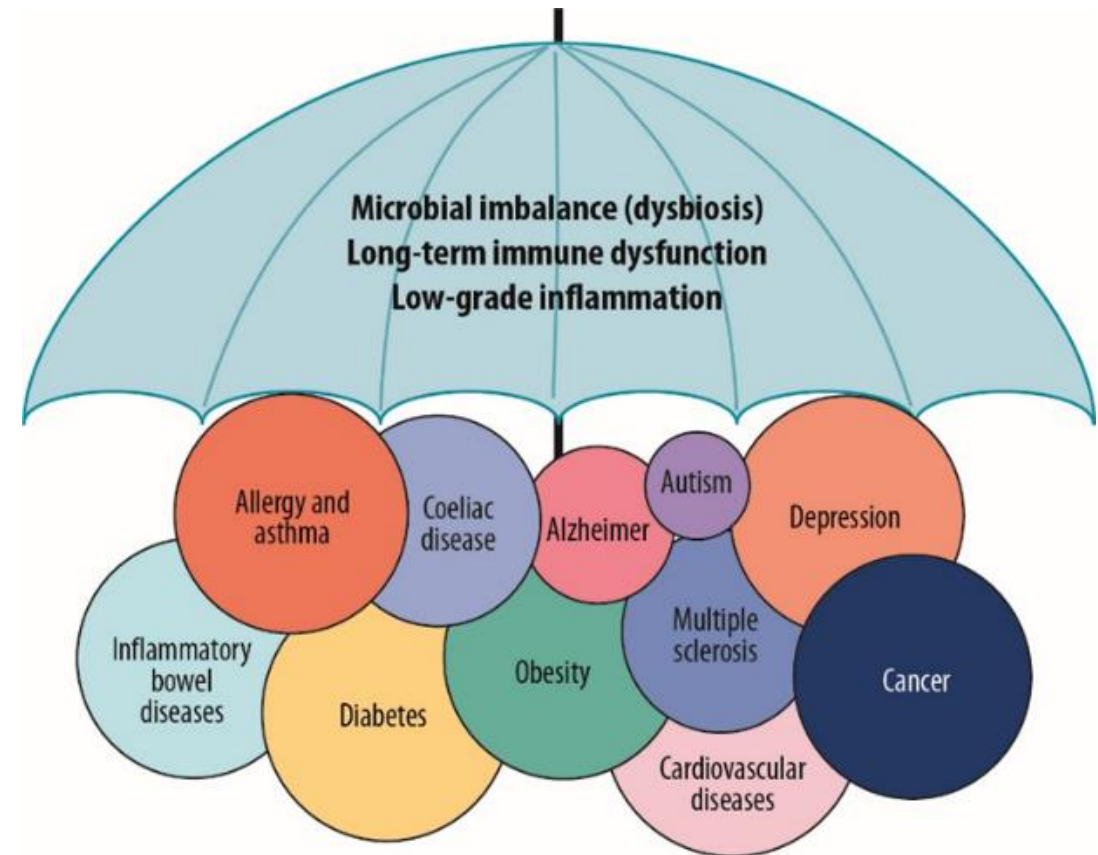 Microbial imbalance (dysbiosis)
Long-term immune dysfunction
Low-grade inflammation
Allergy and
asthma
Coeliac
disease
Alzheimer
Autism
Depression
Inflammatory
bowel
diseases
Diabetes
Obesity
Multiple
sclerosis
Cancer
Cardiovascular
diseases